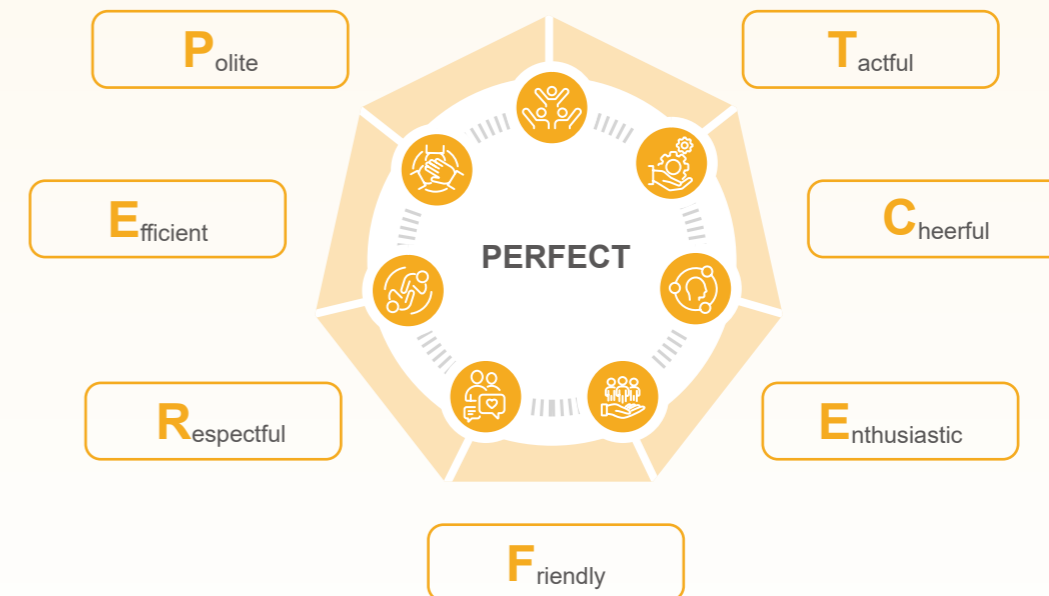 Polite
Tactful
Efficient
Cheerful
PERFECT
Respectful
Enthusiastic
Friendly